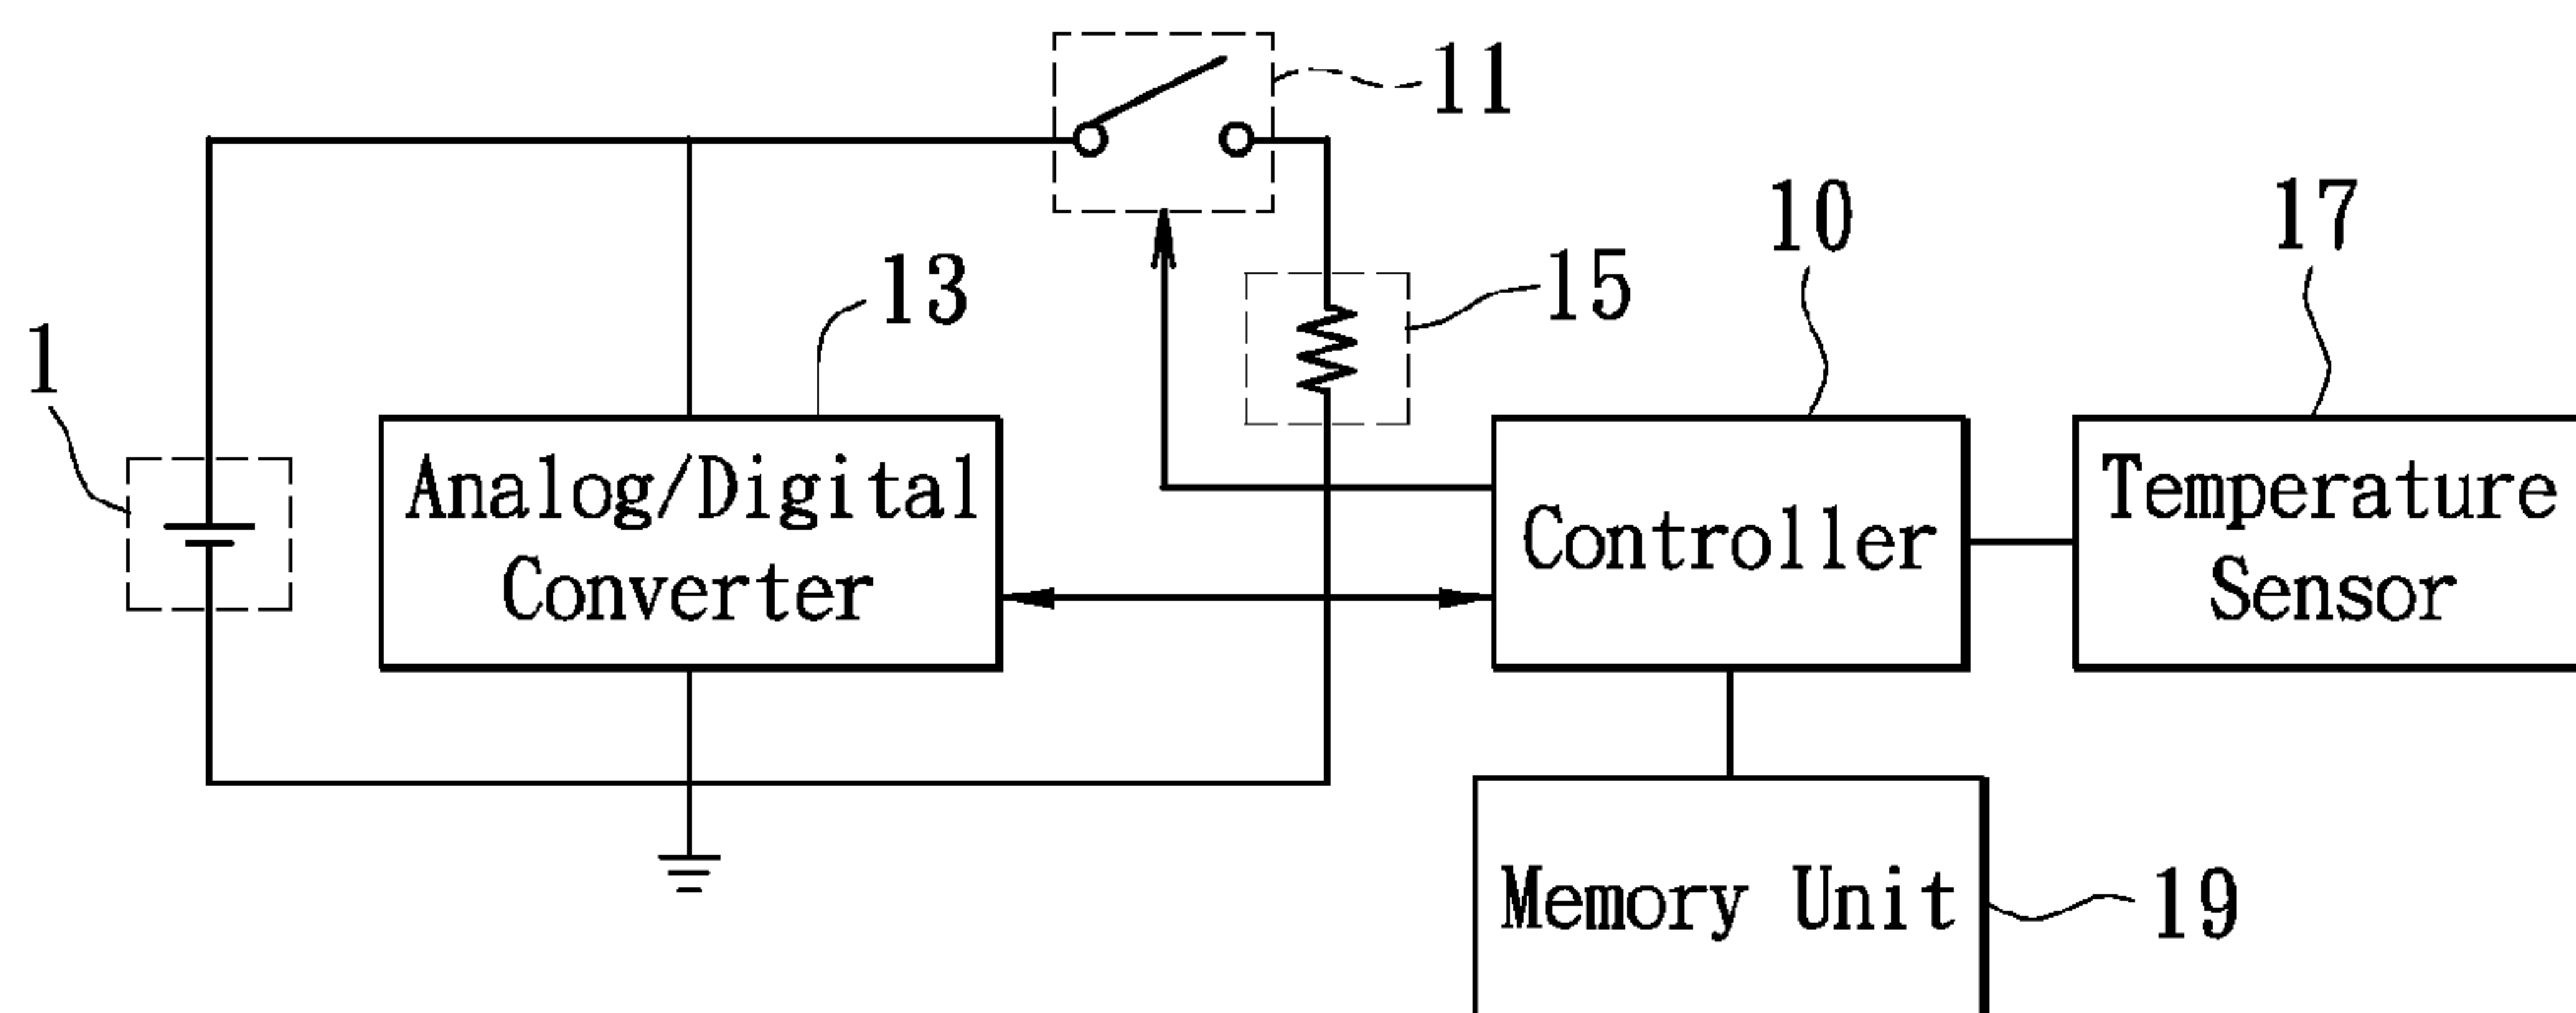 11
10
17
13
15
1
Analog/Digital
Converter
Controller
Temperature
Sensor
Memory Unit
19